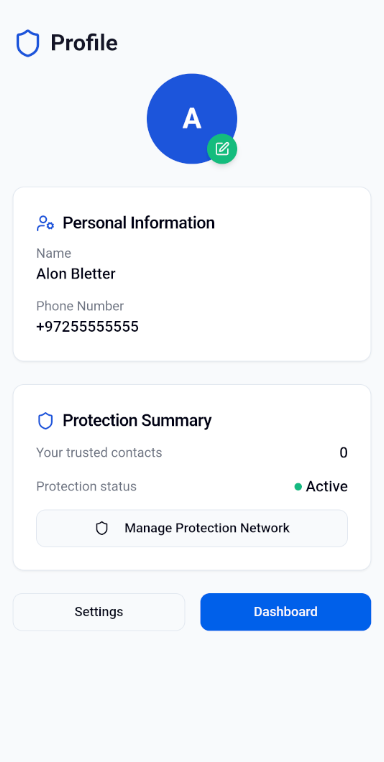 Profile
A
Personal Information
Name
Alon Bletter
Phone Number
+97255555555
Protection Summary
Your trusted contacts 0
Protection status Active
Manage Protection Network
Settings Dashboard